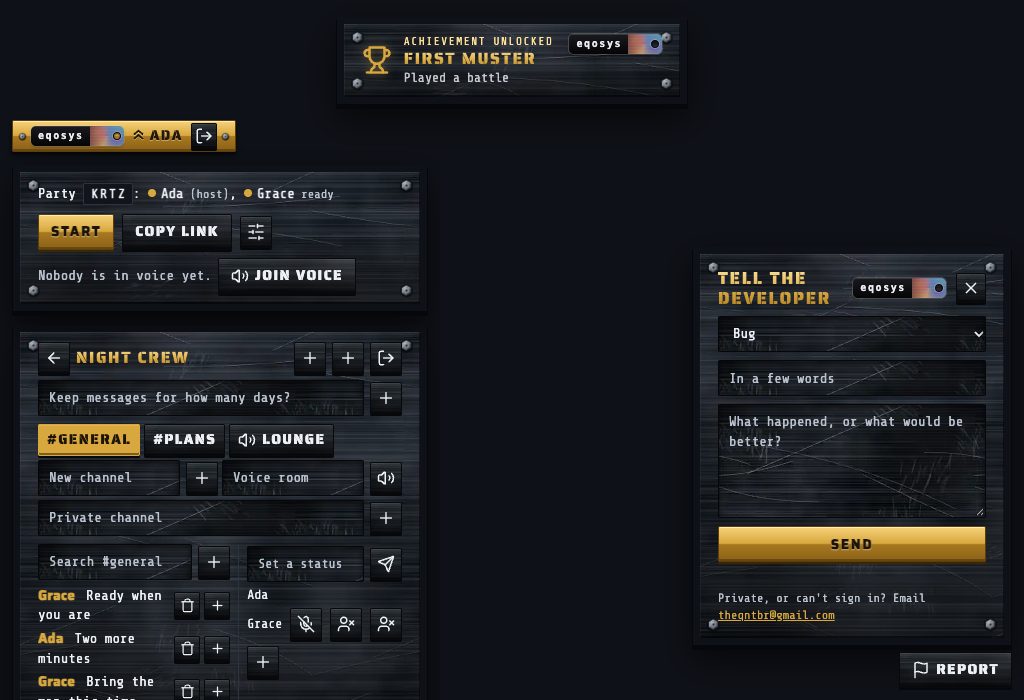 ACHIEVEMENT UNLOCKED
eqosys
FIRST MUSTER
Played a battle
eqosys
ADA
Party KRTZ: Ada (host), Grace ready
START
COPY LINK
Nobody is in voice yet.
JOIN VOICE
NIGHT CREW
Keep messages for how many days?
#GENERAL
#PLANS
LOUNGE
New channel
Voice room
Private channel
Search #general
Set a status
Grace Ready when
you are
Ada Two more
minutes
Grace Bring the
Ada
Grace
TELL THE
DEVELOPER
eqosys
Bug
In a few words
What happened, or what would be
better?
SEND
Private, or can't sign in? Email
theqntbr@gmail.com
REPORT